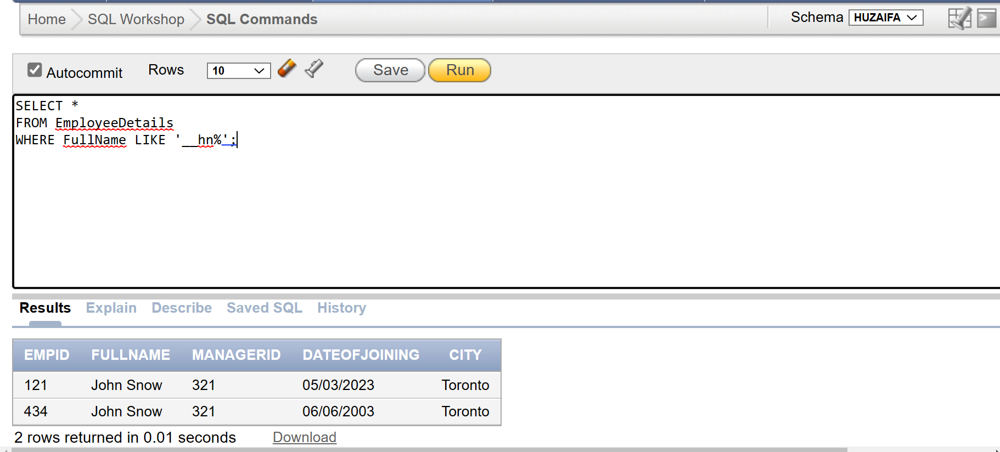 Home SQL Workshop SQL Commands Schema HUZAIFA
Autocommit Rows 10 Save Run
SELECT *
FROM EmployeeDetails
WHERE FullName LIKE '__hn%';
Results Explain Describe Saved SQL History
EMPID FULLNAME MANAGERID DATEOFJOINING CITY
121 John Snow 321 05/03/2023 Toronto
434 John Snow 321 06/06/2003 Toronto
2 rows returned in 0.01 seconds Download